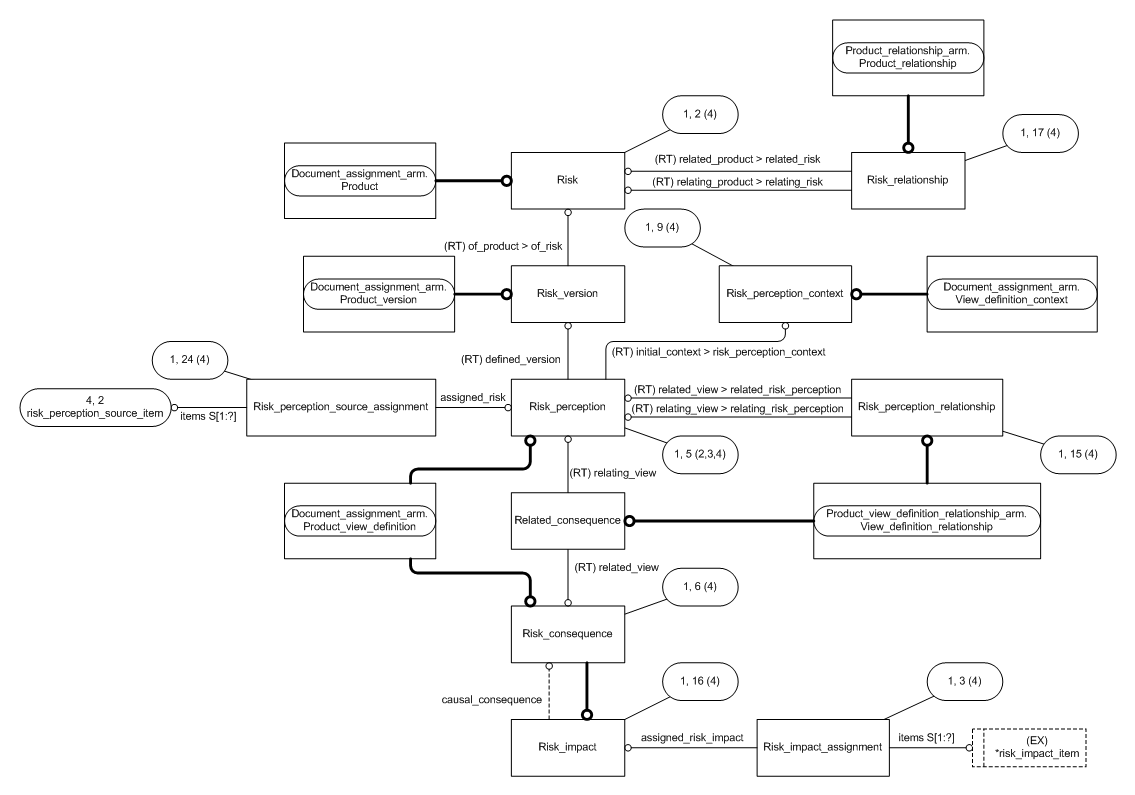 Product_relationship_arm.
Product_relationship
1, 2 (4)
1, 17 (4)
Document_assignment_arm.
Product
Risk
(RT) related_product > related_risk
(RT) relating_product > relating_risk
Risk_relationship
1, 9 (4)
(RT) of_product > of_risk
Document_assignment_arm.
Product_version
Risk_version
Risk_perception_context
Document_assignment_arm.
View_definition_context
1, 24 (4)
(RT) defined_version
(RT) initial_context > risk_perception_context
4, 2
risk_perception_source_item
items S[1:?]
Risk_perception_source_assignment
assigned_risk
Risk_perception
(RT) related_view > related_risk_perception
(RT) relating_view > relating_risk_perception
Risk_perception_relationship
1, 5 (2,3,4)
1, 15 (4)
(RT) relating_view
Document_assignment_arm.
Product_view_definition
Related_consequence
Product_view_definition_relationship_arm.
View_definition_relationship
(RT) related_view
1, 6 (4)
Risk_consequence
causal_consequence
1, 16 (4)
1, 3 (4)
Risk_impact
assigned_risk_impact
Risk_impact_assignment
items S[1:?]
(EX)
*risk_impact_item